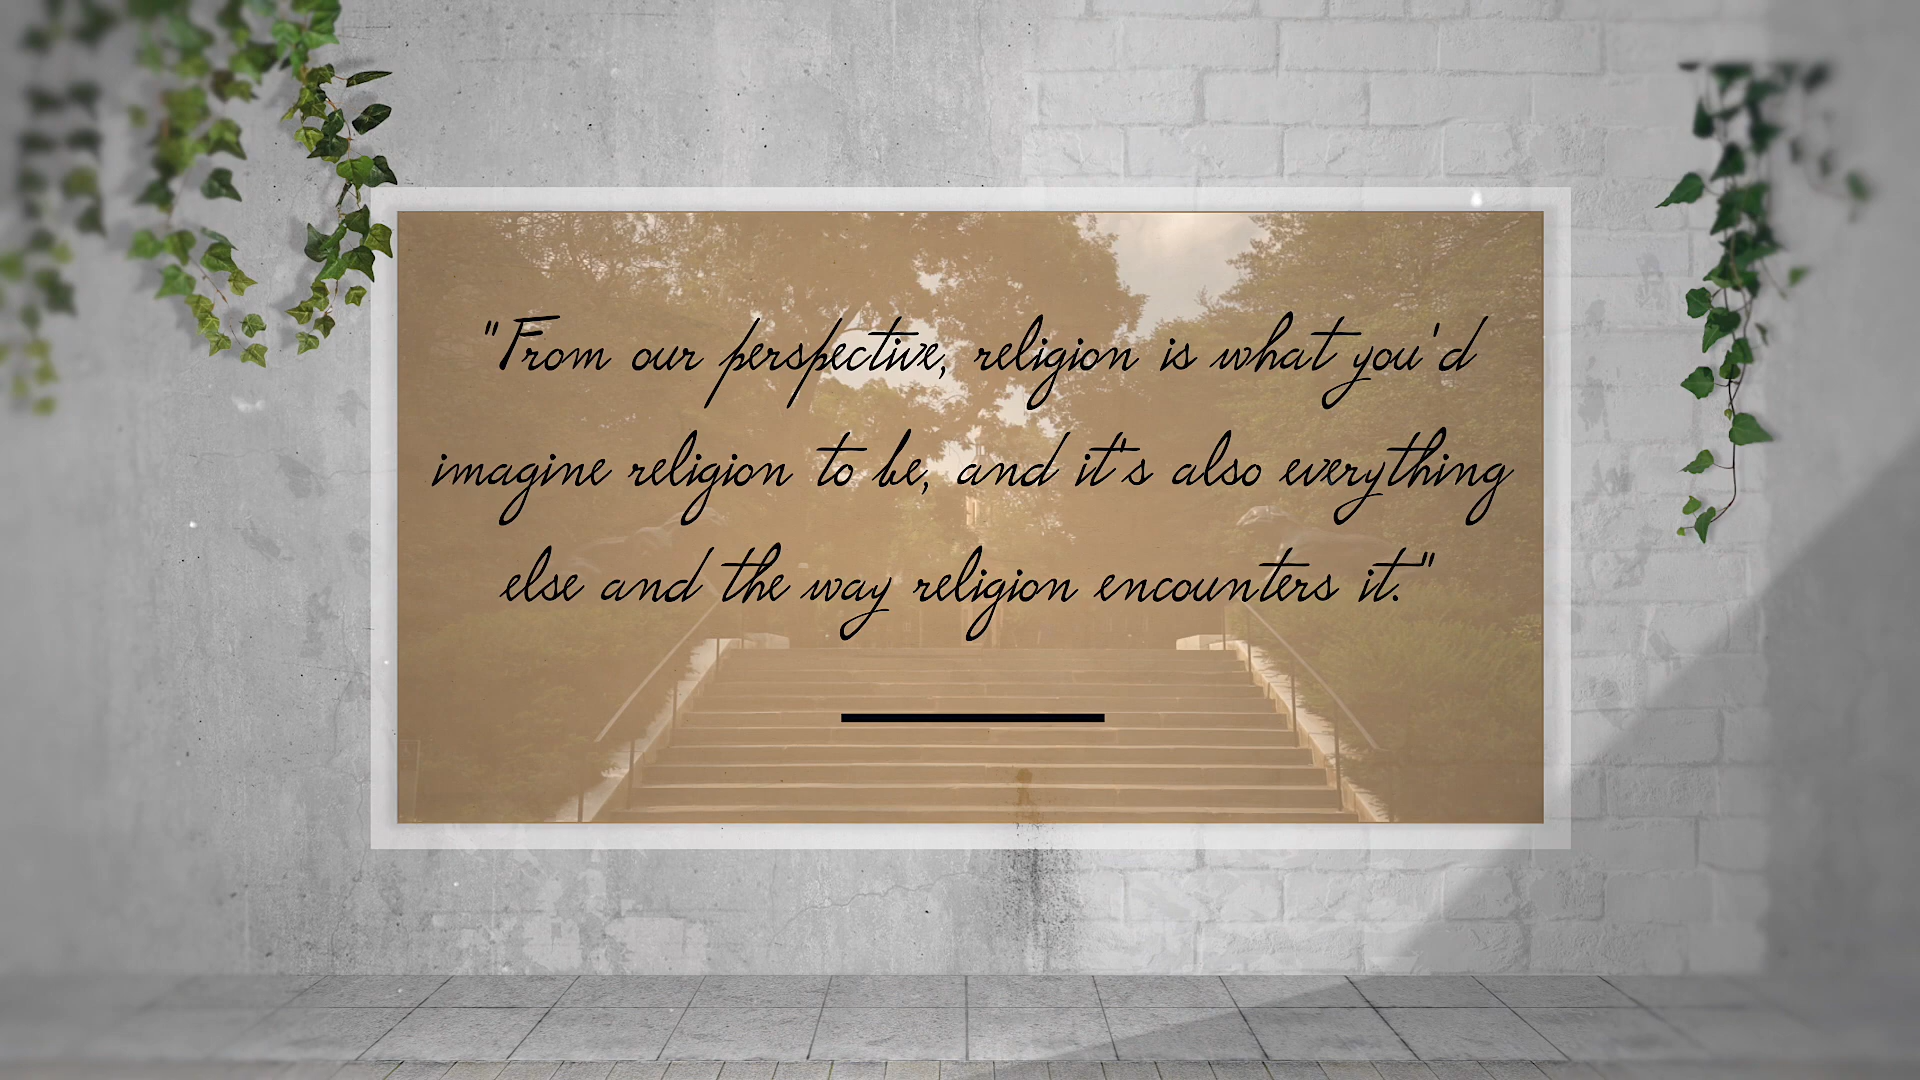 "From our perspective, religion is what you'd
imagine religion to be, and it's also everything
else and the way religion encounters it."